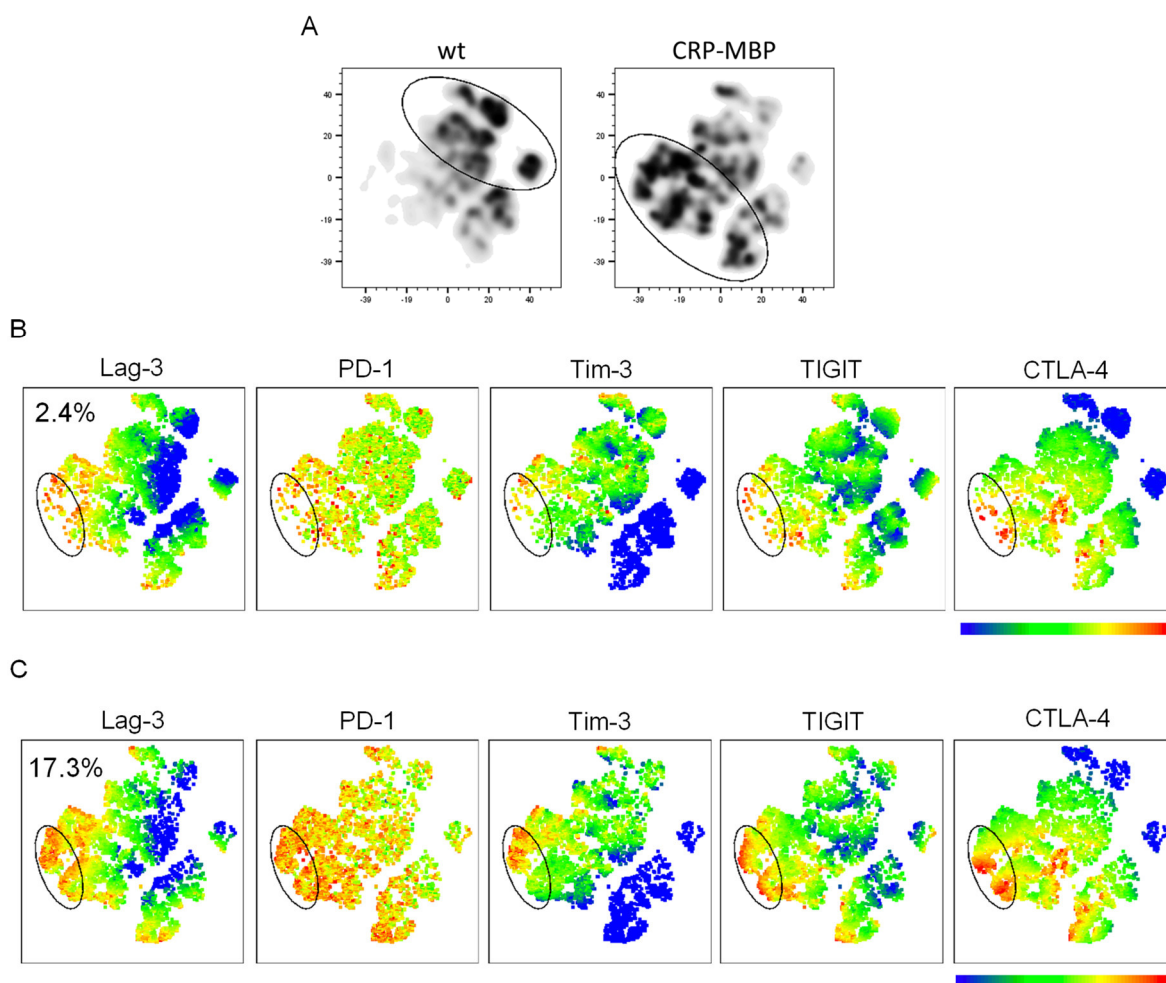 A
wt CRP-MBP
40 40
20 20
0 0
-19 -19
-39 -39
-39 -19 0 20 40 -39 -19 0 20 40
B
Lag-3 PD-1 Tim-3 TIGIT CTLA-4
2.4%
C
Lag-3 PD-1 Tim-3 TIGIT CTLA-4
17.3%